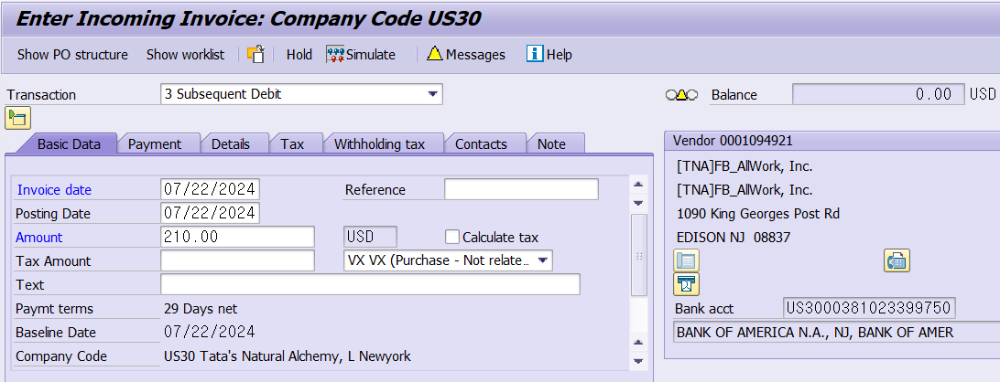 Enter Incoming Invoice: Company Code US30
Show PO structure Show worklist Hold Simulate Messages Help
Transaction 3 Subsequent Debit Balance 0.00 USD
Basic Data Payment Details Tax Withholding tax Contacts Note
Invoice date 07/22/2024 Reference
Posting Date 07/22/2024
Amount 210.00 USD Calculate tax
Tax Amount VX VX (Purchase - Not relate...
Text
Paymt terms 29 Days net
Baseline Date 07/22/2024
Company Code US30 Tata's Natural Alchemy, L Newyork
Vendor 0001094921
[TNA]FB_AllWork, Inc.
[TNA]FB_AllWork, Inc.
1090 King Georges Post Rd
EDISON NJ 08837
Bank acct US3000381023399750
BANK OF AMERICA N.A., NJ, BANK OF AMER